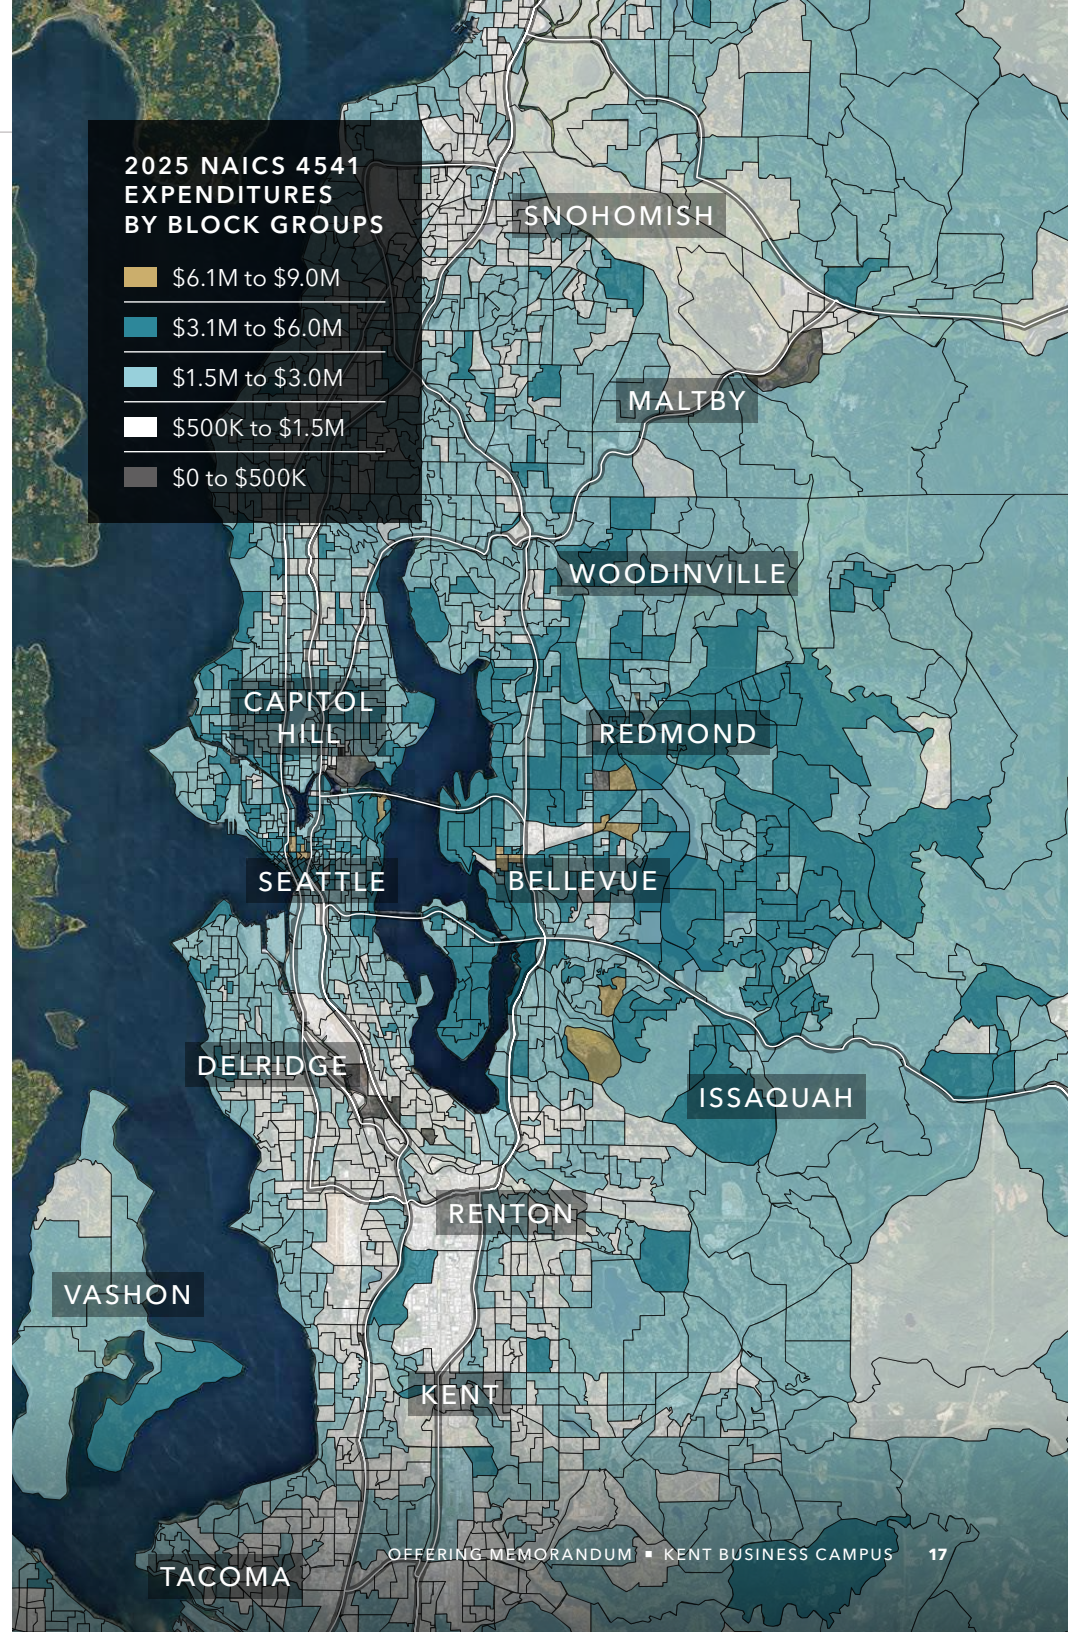 2025 NAICS 4541
EXPENDITURES
BY BLOCK GROUPS
$6.1M to $9.0M
$3.1M to $6.0M
$1.5M to $3.0M
$500K to $1.5M
$0 to $500K
SNOHOMISH
MALTBY
WOODINVILLE
CAPITOL
HILL
REDMOND
SEATTLE
BELLEVUE
DELRIDGE
ISSAQUAH
RENTON
VASHON
KENT
TACOMA
OFFERING MEMORANDUM ▪ KENT BUSINESS CAMPUS 17